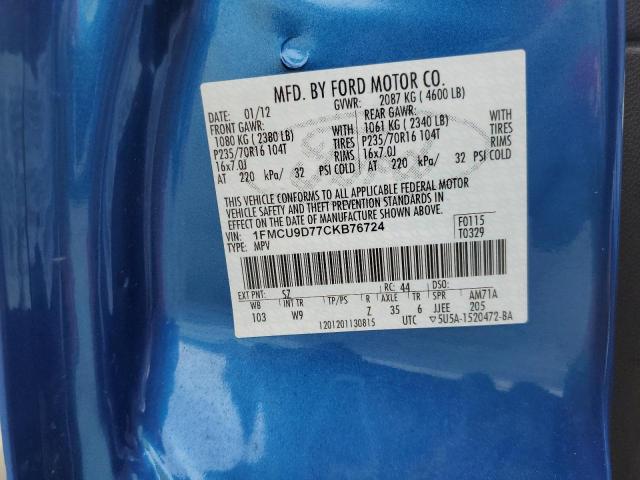 MFD. BY FORD MOTOR CO.
DATE: 01/12 GVWR: 2087 KG ( 4600 LB)
FRONT GAWR: REAR GAWR:
1080 KG ( 2380 LB) WITH 1061 KG ( 2340 LB) WITH
P235/70R16 104T TIRES P235/70R16 104T TIRES
16x7.0J RIMS 16x7.0J RIMS
AT 220 kPa/ 32 PSI COLD AT 220 kPa/ 32 PSI COLD
THIS VEHICLE CONFORMS TO ALL APPLICABLE FEDERAL MOTOR
VEHICLE SAFETY AND THEFT PREVENTION STANDARDS IN
EFFECT ON THE DATE OF MANUFACTURE SHOWN ABOVE.
VIN: 1FMCU9D77CKB76724 F0115
TYPE: MPV T0329
EXT PNT: SZ RC: 44 DSO:
WB INT TR TP/PS R AXLE TR SPR AM71A
103 W9 Z 35 6 JJEE 205
1201201130815 UTC ▽5U5A-1520472-BA
Ford